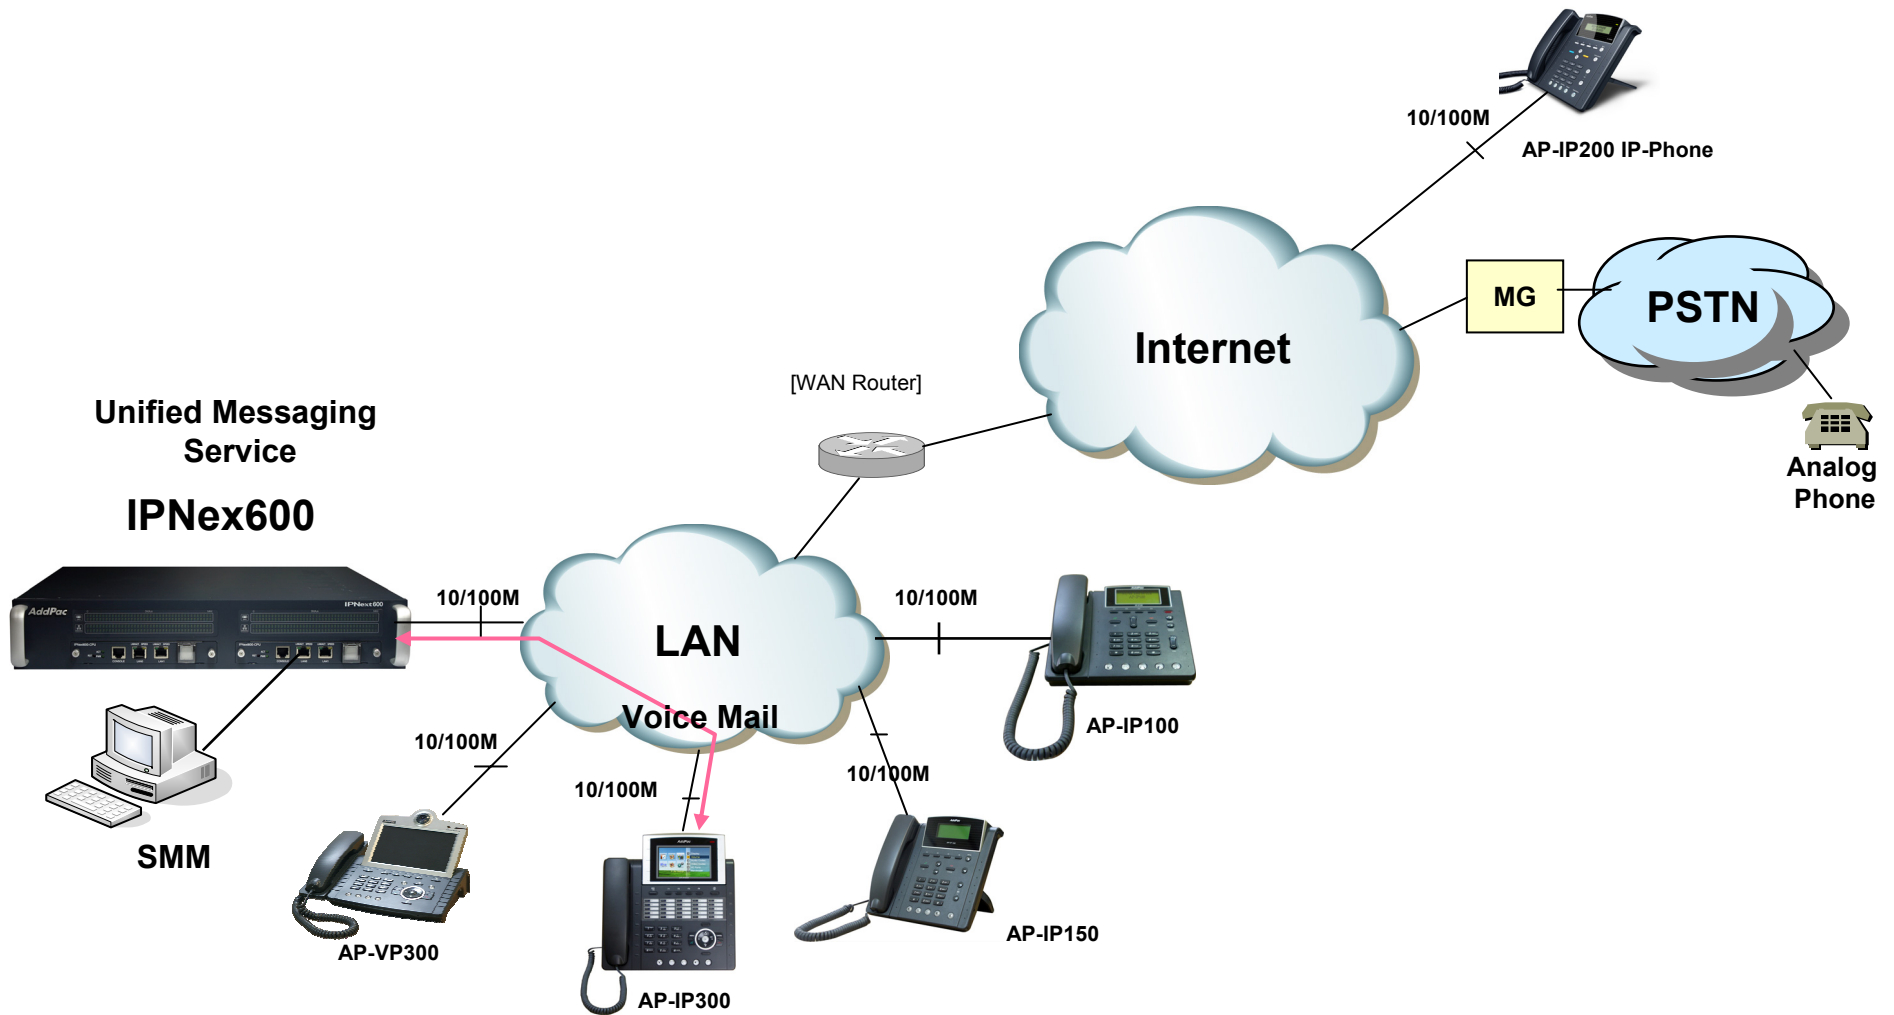 10/100M
AP-IP200 IP-Phone
MG
PSTN
Internet
[WAN Router]
Analog
Phone
Unified Messaging
Service
IPNex600
AddPac
IPNext600
10/100M
LAN
10/100M
Voice Mail
AP-IP100
10/100M
10/100M
10/100M
SMM
AP-VP300
AP-IP300
AP-IP150